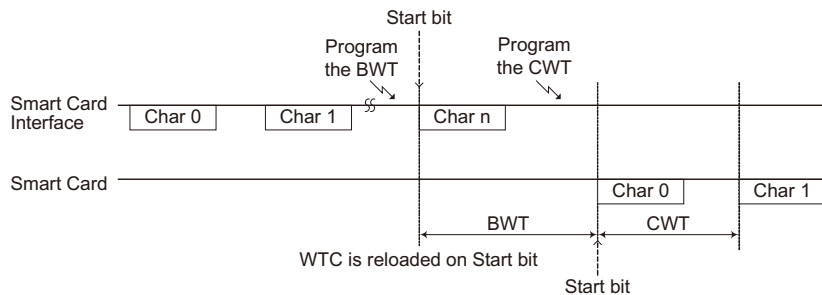 Start bit
Program
the BWT
Program
the CWT
Smart Card
Interface
Char 0
Char 1
Char n
Smart Card
Char 0
Char 1
BWT
CWT
WTC is reloaded on Start bit
Start bit